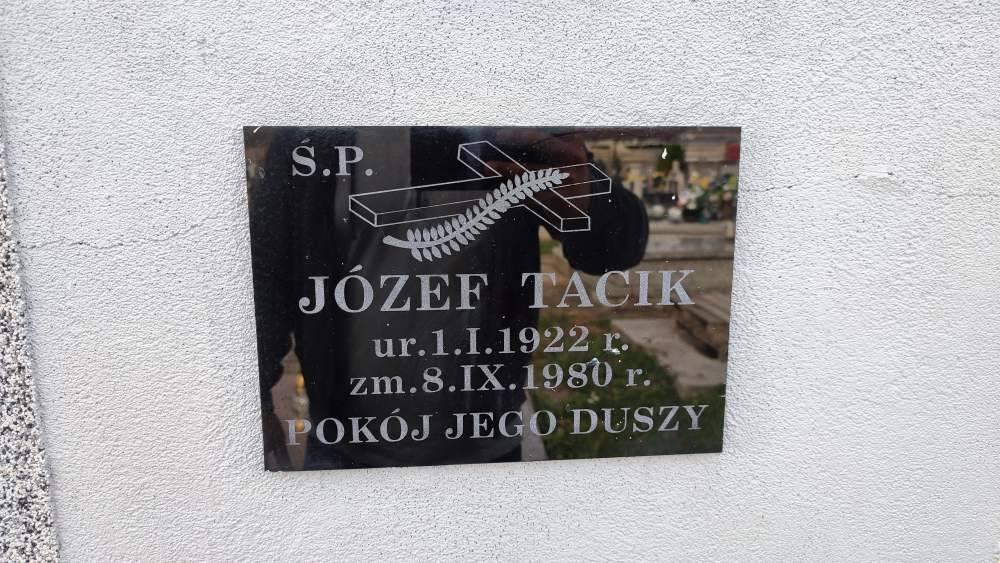 Ś.P.
JÓZEF TACIK
ur.1.I.1922 r.
zm.8.IX.1980 r.
POKÓJ JEGO DUSZY